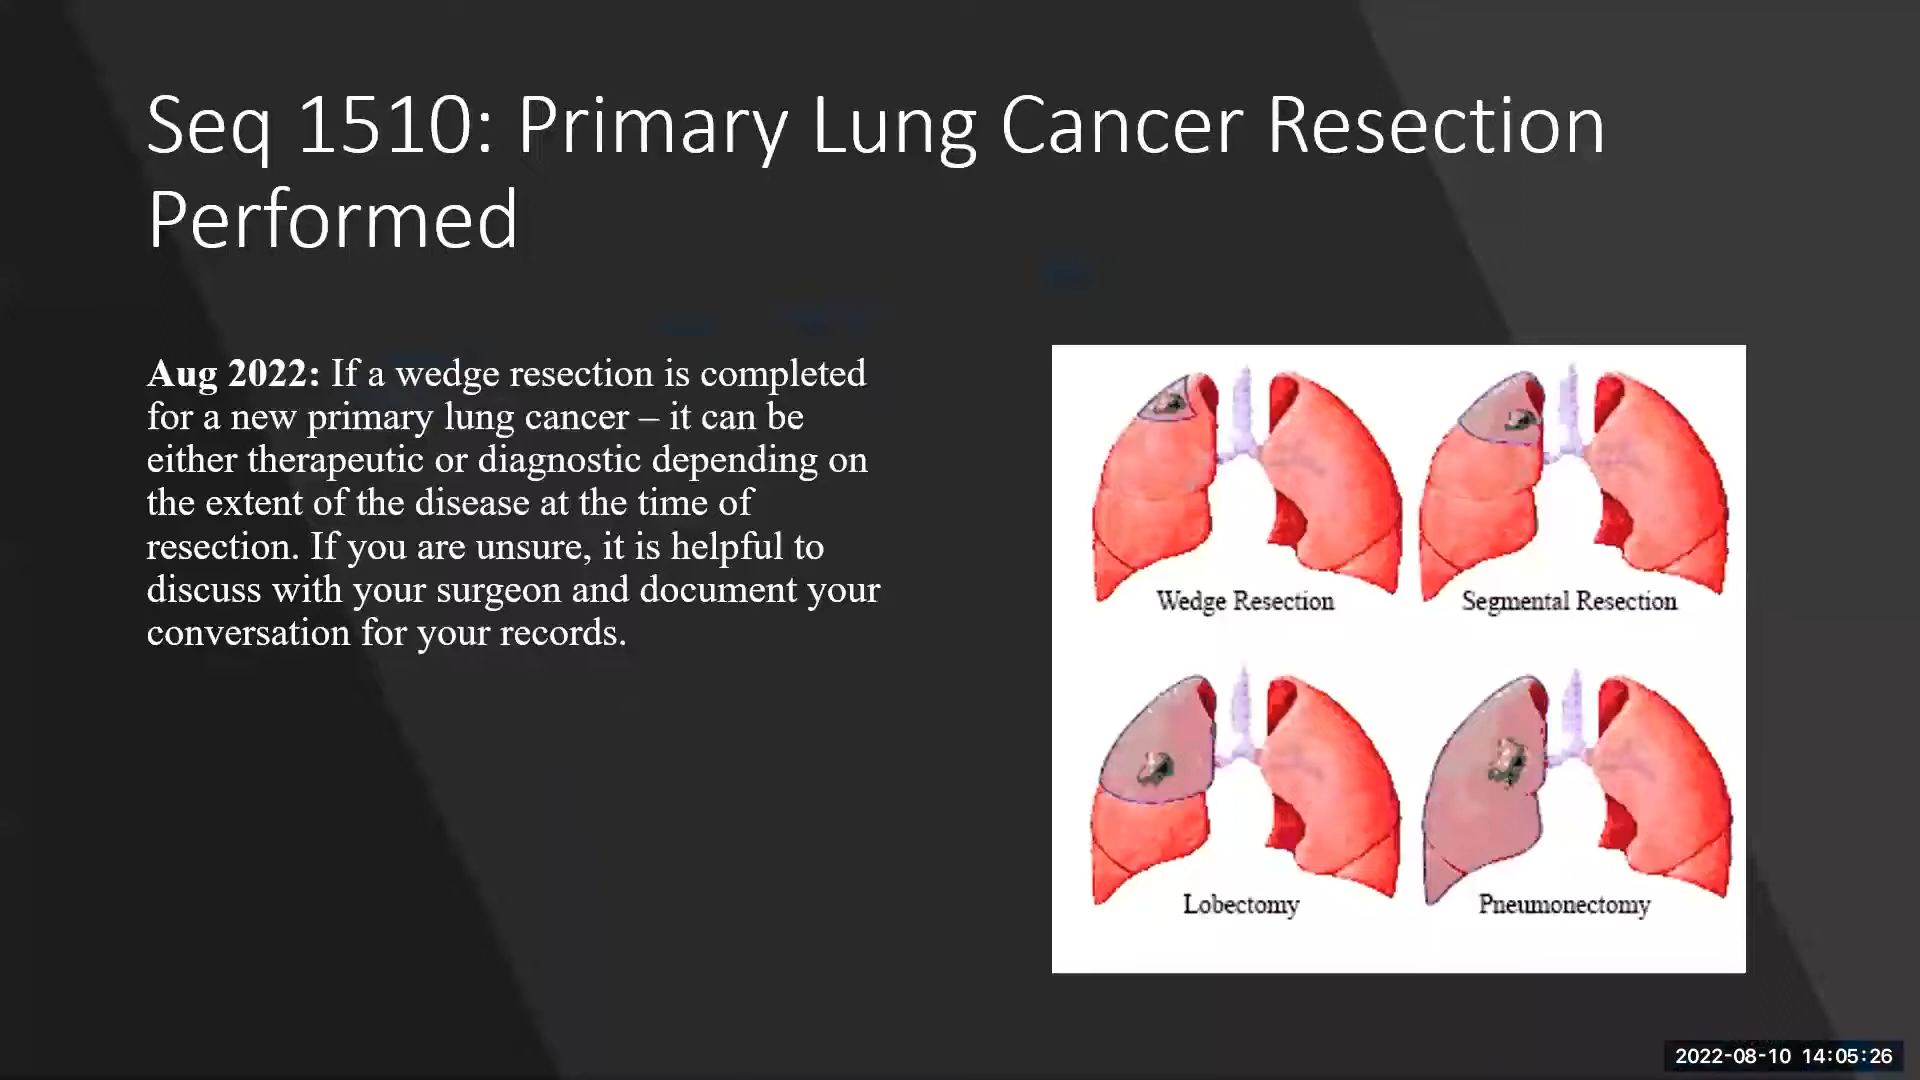 Seq 1510: Primary Lung Cancer Resection
Performed
Aug 2022: If a wedge resection is completed
for a new primary lung cancer – it can be
either therapeutic or diagnostic depending on
the extent of the disease at the time of
resection. If you are unsure, it is helpful to
discuss with your surgeon and document your
conversation for your records.
Wedge Resection
Segmental Resection
Lobectomy
Pneumonectomy
2022-08-10 14:05:26